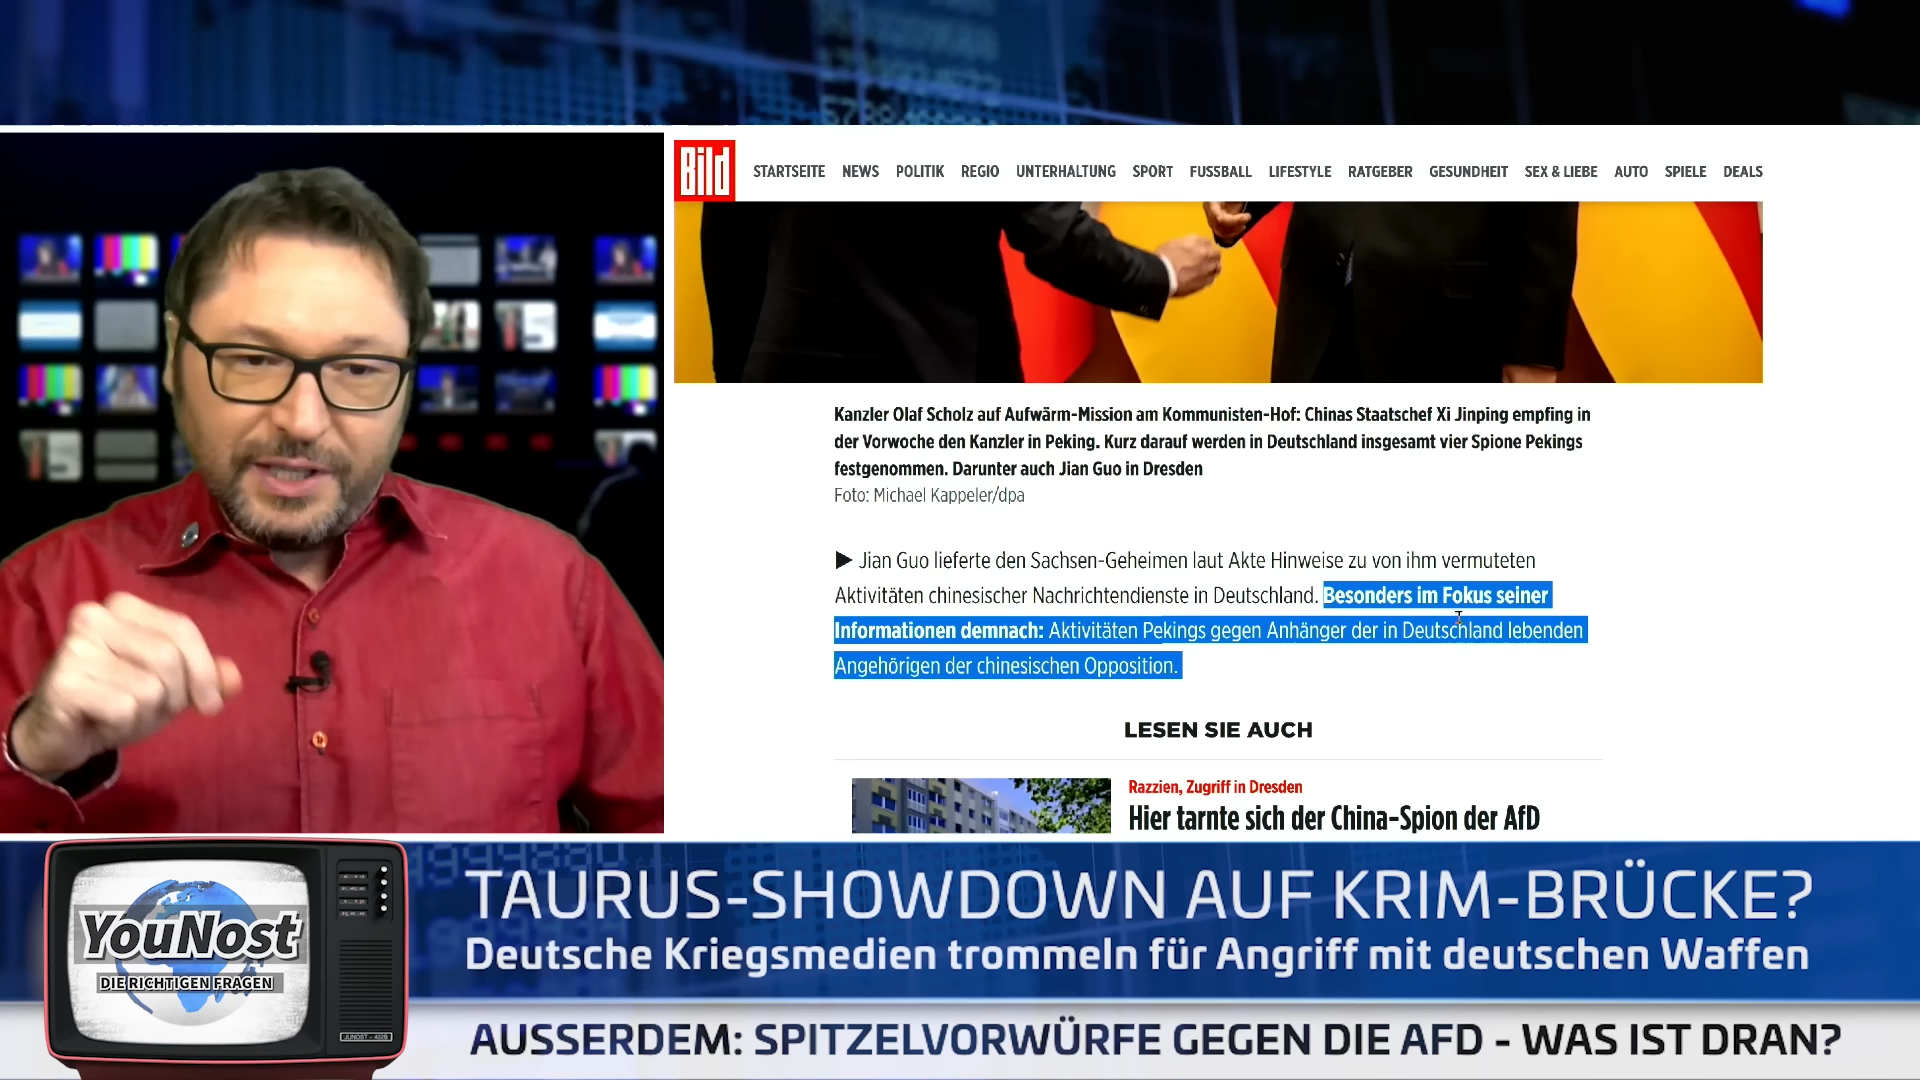 Bild
STARTSEITE NEWS POLITIK REGIO UNTERHALTUNG SPORT FUSSBALL LIFESTYLE RATGEBER GESUNDHEIT SEX & LIEBE AUTO SPIELE DEALS
Kanzler Olaf Scholz auf Aufwärm-Mission am Kommunisten-Hof: Chinas Staatschef Xi Jinping empfing in
der Vorwoche den Kanzler in Peking. Kurz darauf werden in Deutschland insgesamt vier Spione Pekings
festgenommen. Darunter auch Jian Guo in Dresden
Foto: Michael Kappeler/dpa
▶ Jian Guo lieferte den Sachsen-Geheimen laut Akte Hinweise zu von ihm vermuteten
Aktivitäten chinesischer Nachrichtendienste in Deutschland. Besonders im Fokus seiner
Informationen demnach: Aktivitäten Pekings gegen Anhänger der in Deutschland lebenden
Angehörigen der chinesischen Opposition.
LESEN SIE AUCH
Razzien, Zugriff in Dresden
Hier tarnte sich der China-Spion der AfD
TAURUS-SHOWDOWN AUF KRIM-BRÜCKE?
Deutsche Kriegsmedien trommeln für Angriff mit deutschen Waffen
YouNost
DIE RICHTIGEN FRAGEN
JUNOST - 402B
AUSSERDEM: SPITZELVORWÜRFE GEGEN DIE AFD - WAS IST DRAN?